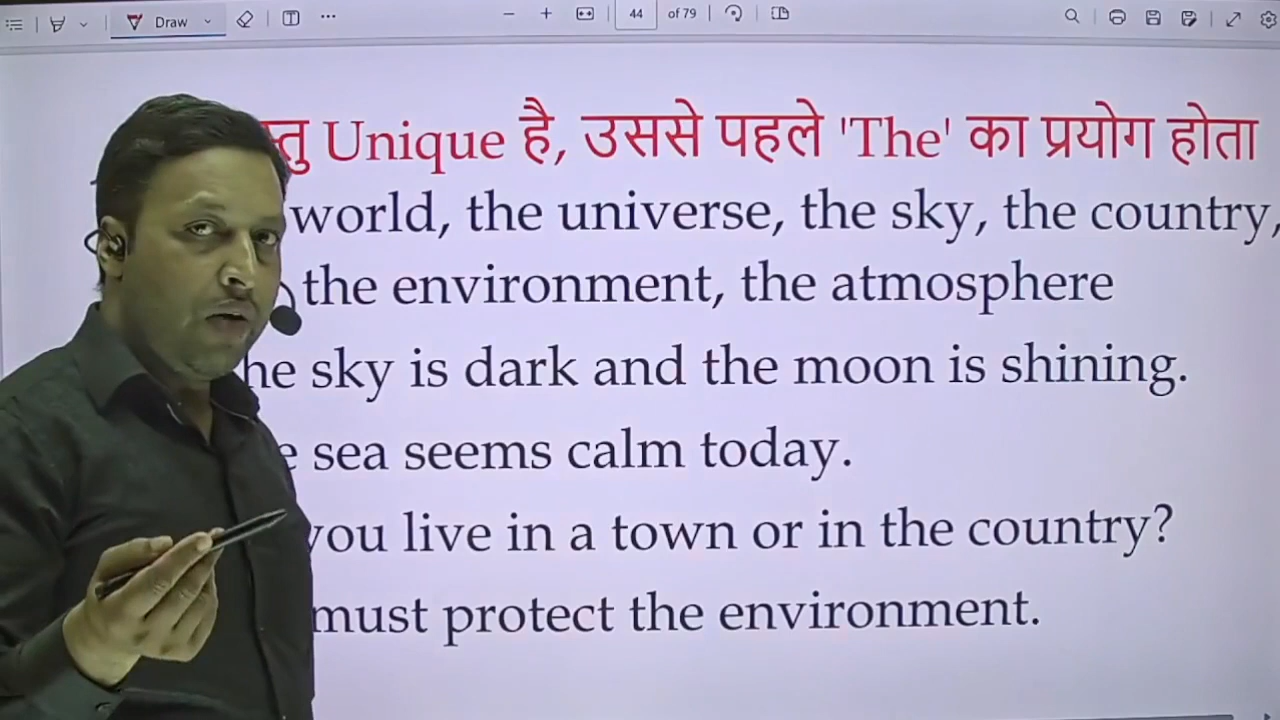 Draw 44 of 79
Unique है, उससे पहले 'The' का प्रयोग होता
world, the universe, the sky, the country,
the environment, the atmosphere
he sky is dark and the moon is shining.
e sea seems calm today.
you live in a town or in the country?
must protect the environment.